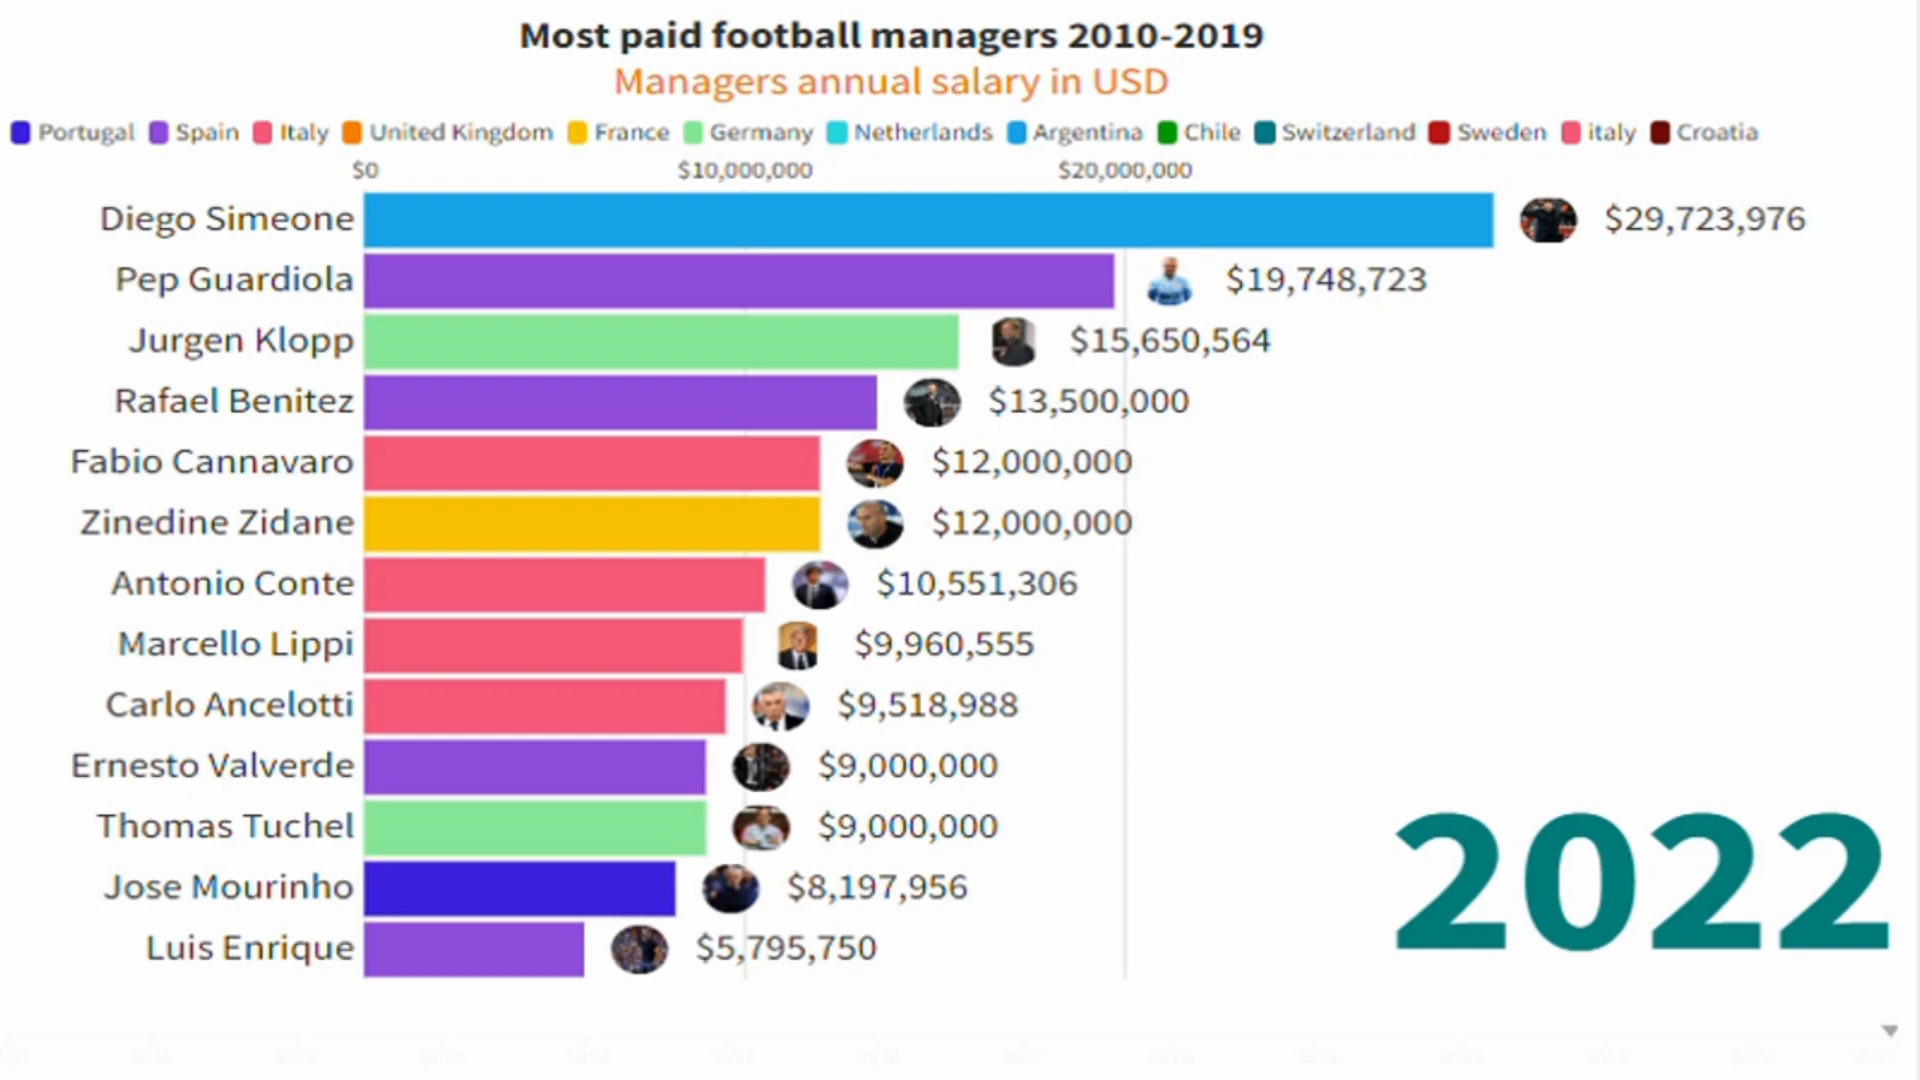 Most paid football managers 2010-2019
Managers annual salary in USD
Portugal Spain Italy United Kingdom France Germany Netherlands Argentina Chile Switzerland Sweden italy Croatia
$0 $10,000,000 $20,000,000
Diego Simeone $29,723,976
Pep Guardiola $19,748,723
Jurgen Klopp $15,650,564
Rafael Benitez $13,500,000
Fabio Cannavaro $12,000,000
Zinedine Zidane $12,000,000
Antonio Conte $10,551,306
Marcello Lippi $9,960,555
Carlo Ancelotti $9,518,988
Ernesto Valverde $9,000,000
Thomas Tuchel $9,000,000
Jose Mourinho $8,197,956
Luis Enrique $5,795,750
2022